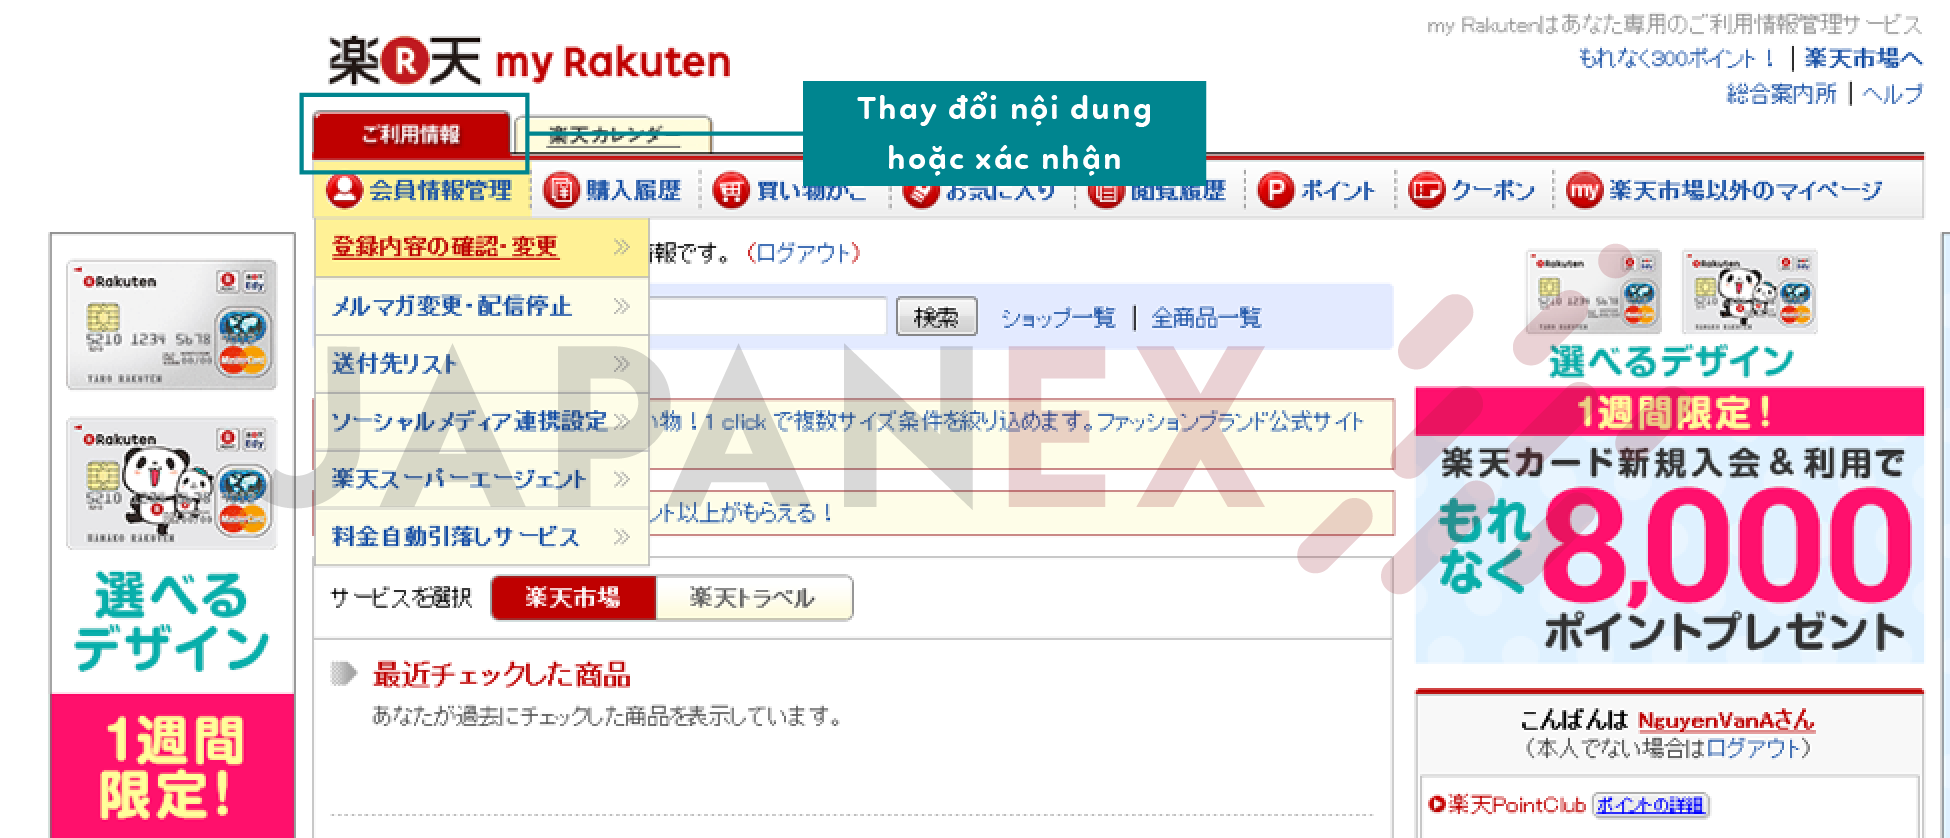 my Rakutenはあなた専用のご利用情報管理サービス
もれなく300ポイント！ | 楽天市場へ
総合案内所 | ヘルプ
楽R天 my Rakuten
Thay đổi nội dung
hoặc xác nhận
ご利用情報
楽天カレンダー
会員情報管理
購入履歴
買い物かご
お気に入り
閲覧履歴
ポイント
クーポン
my 楽天市場以外のマイページ
登録内容の確認・変更
メルマガ変更・配信停止
送付先リスト
ソーシャルメディア連携設定
楽天スーパーエージェント
料金自動引落しサービス
報です。（ログアウト）
検索
ショップ一覧 | 全商品一覧
い物！1 clickで複数サイズ条件を絞り込めます。ファッションブランド公式サイト
ント以上がもらえる！
JAPANEX
サービスを選択
楽天市場
楽天トラベル
最近チェックした商品
あなたが過去にチェックした商品を表示しています。
Rakuten
5210 1234 5678
MasterCard
TARO RAKUTEN
Rakuten
5210
HANAKO RAKUTEN
選べる
デザイン
1週間
限定!
Rakuten
Rakuten
選べるデザイン
1週間限定!
楽天カード新規入会&利用で
もれ
なく
8,000
ポイントプレゼント
こんばんは NguyenVanAさん
（本人でない場合はログアウト）
楽天PointClub ポイントの詳細